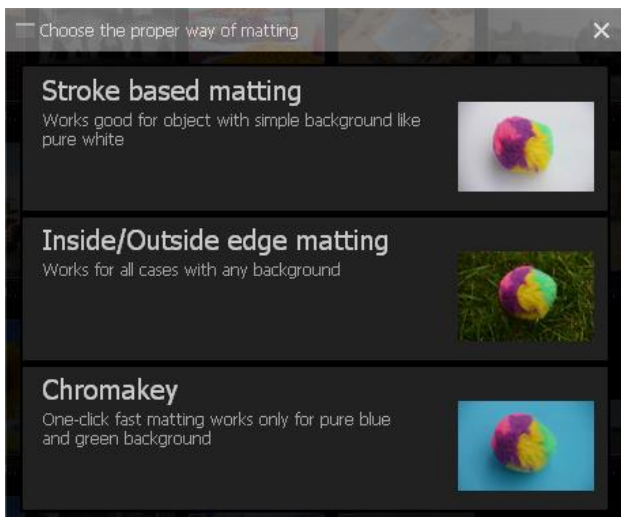 Choose the proper way of matting
Stroke based matting
Works good for object with simple background like
pure white
Inside/Outside edge matting
Works for all cases with any background
Chromakey
One-click fast matting works only for pure blue
and green background